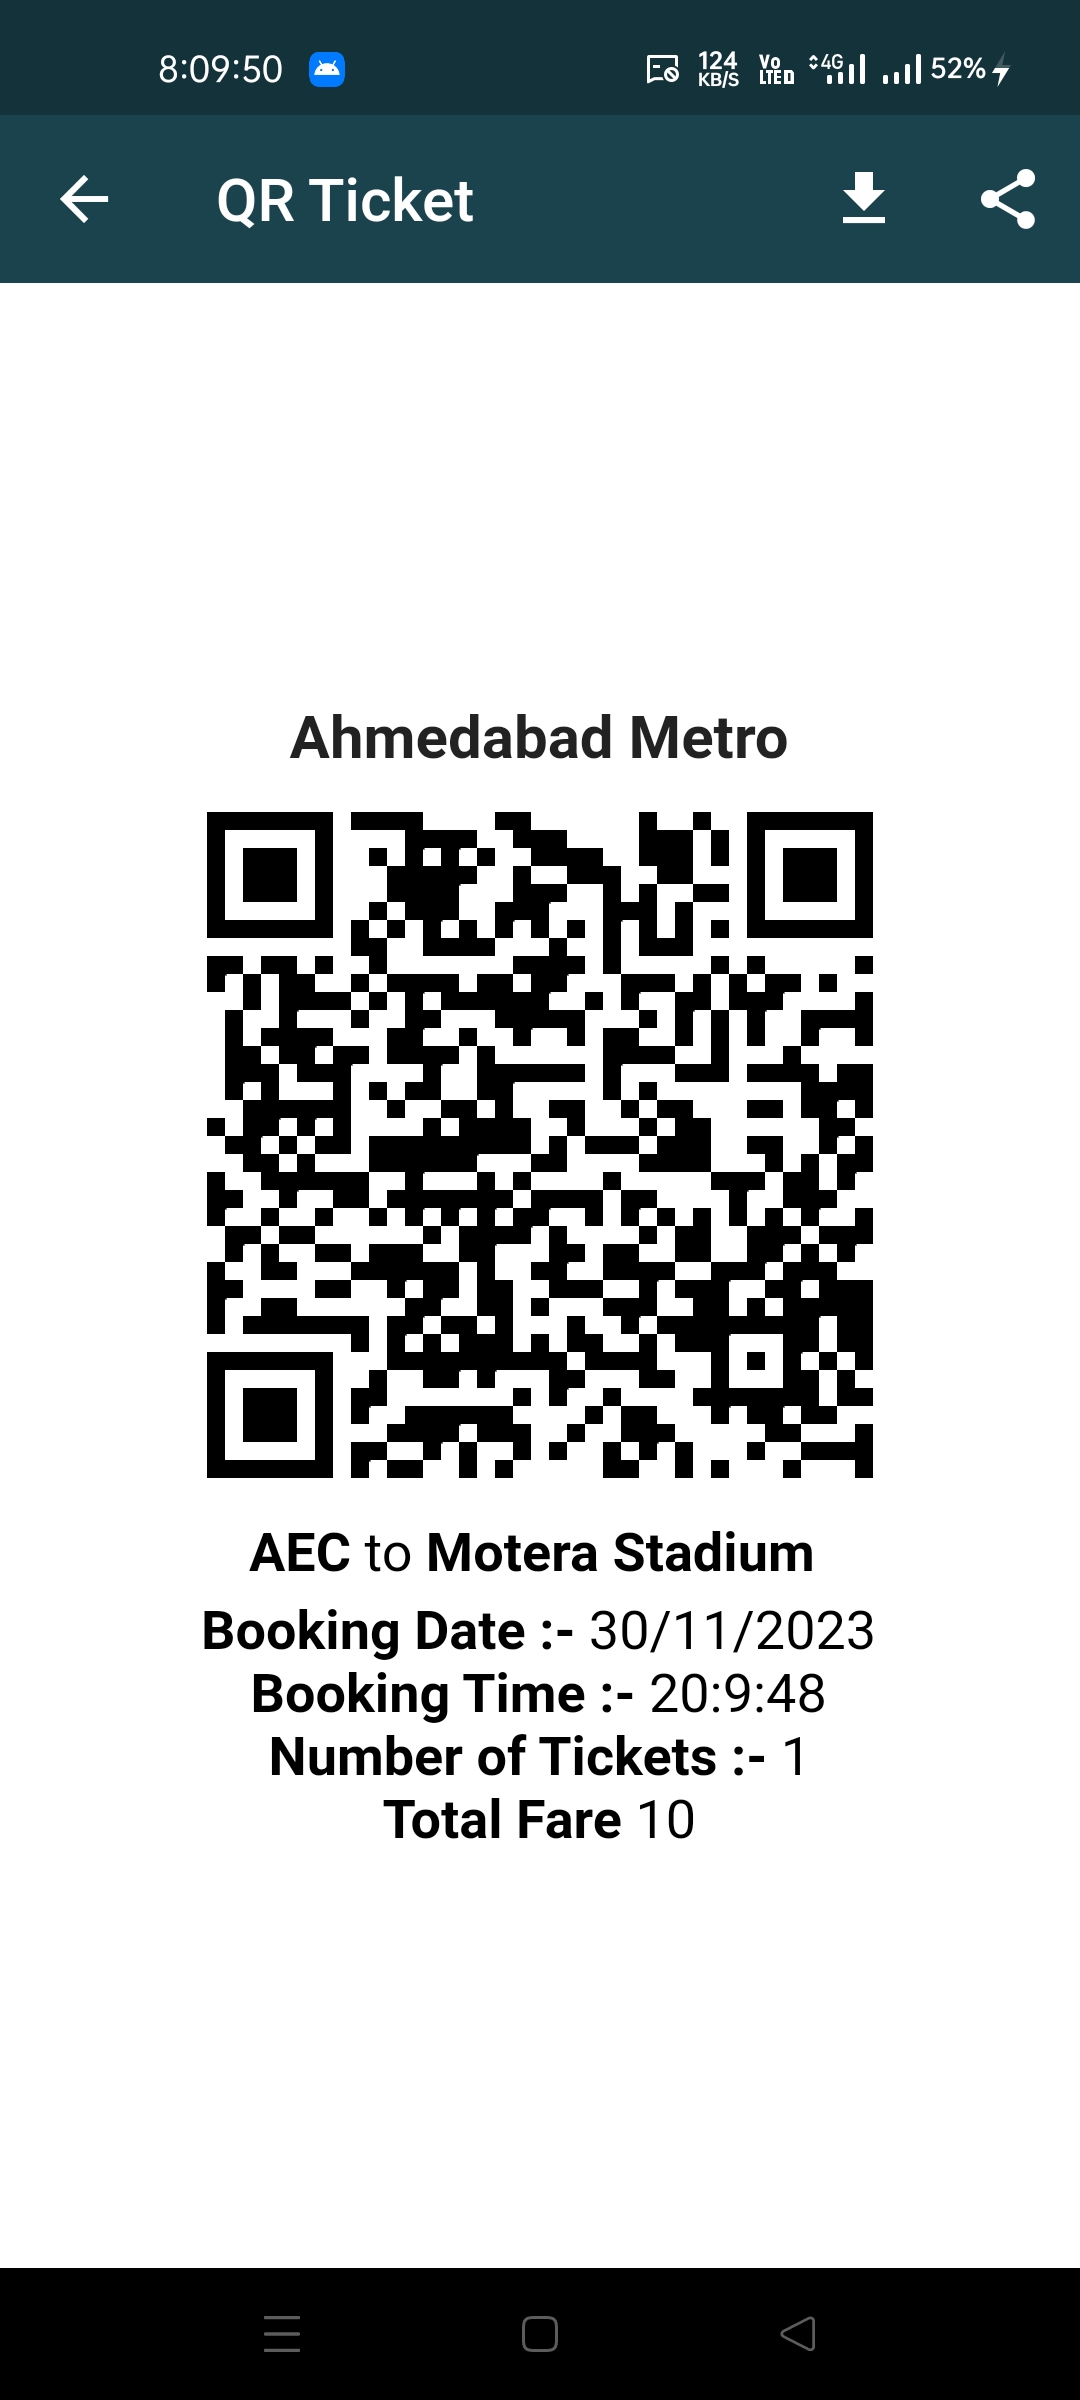 8:09:50
124 KB/S Vo LTE 4G 52%
QR Ticket
Ahmedabad Metro
AEC to Motera Stadium
Booking Date :- 30/11/2023
Booking Time :- 20:9:48
Number of Tickets :- 1
Total Fare 10